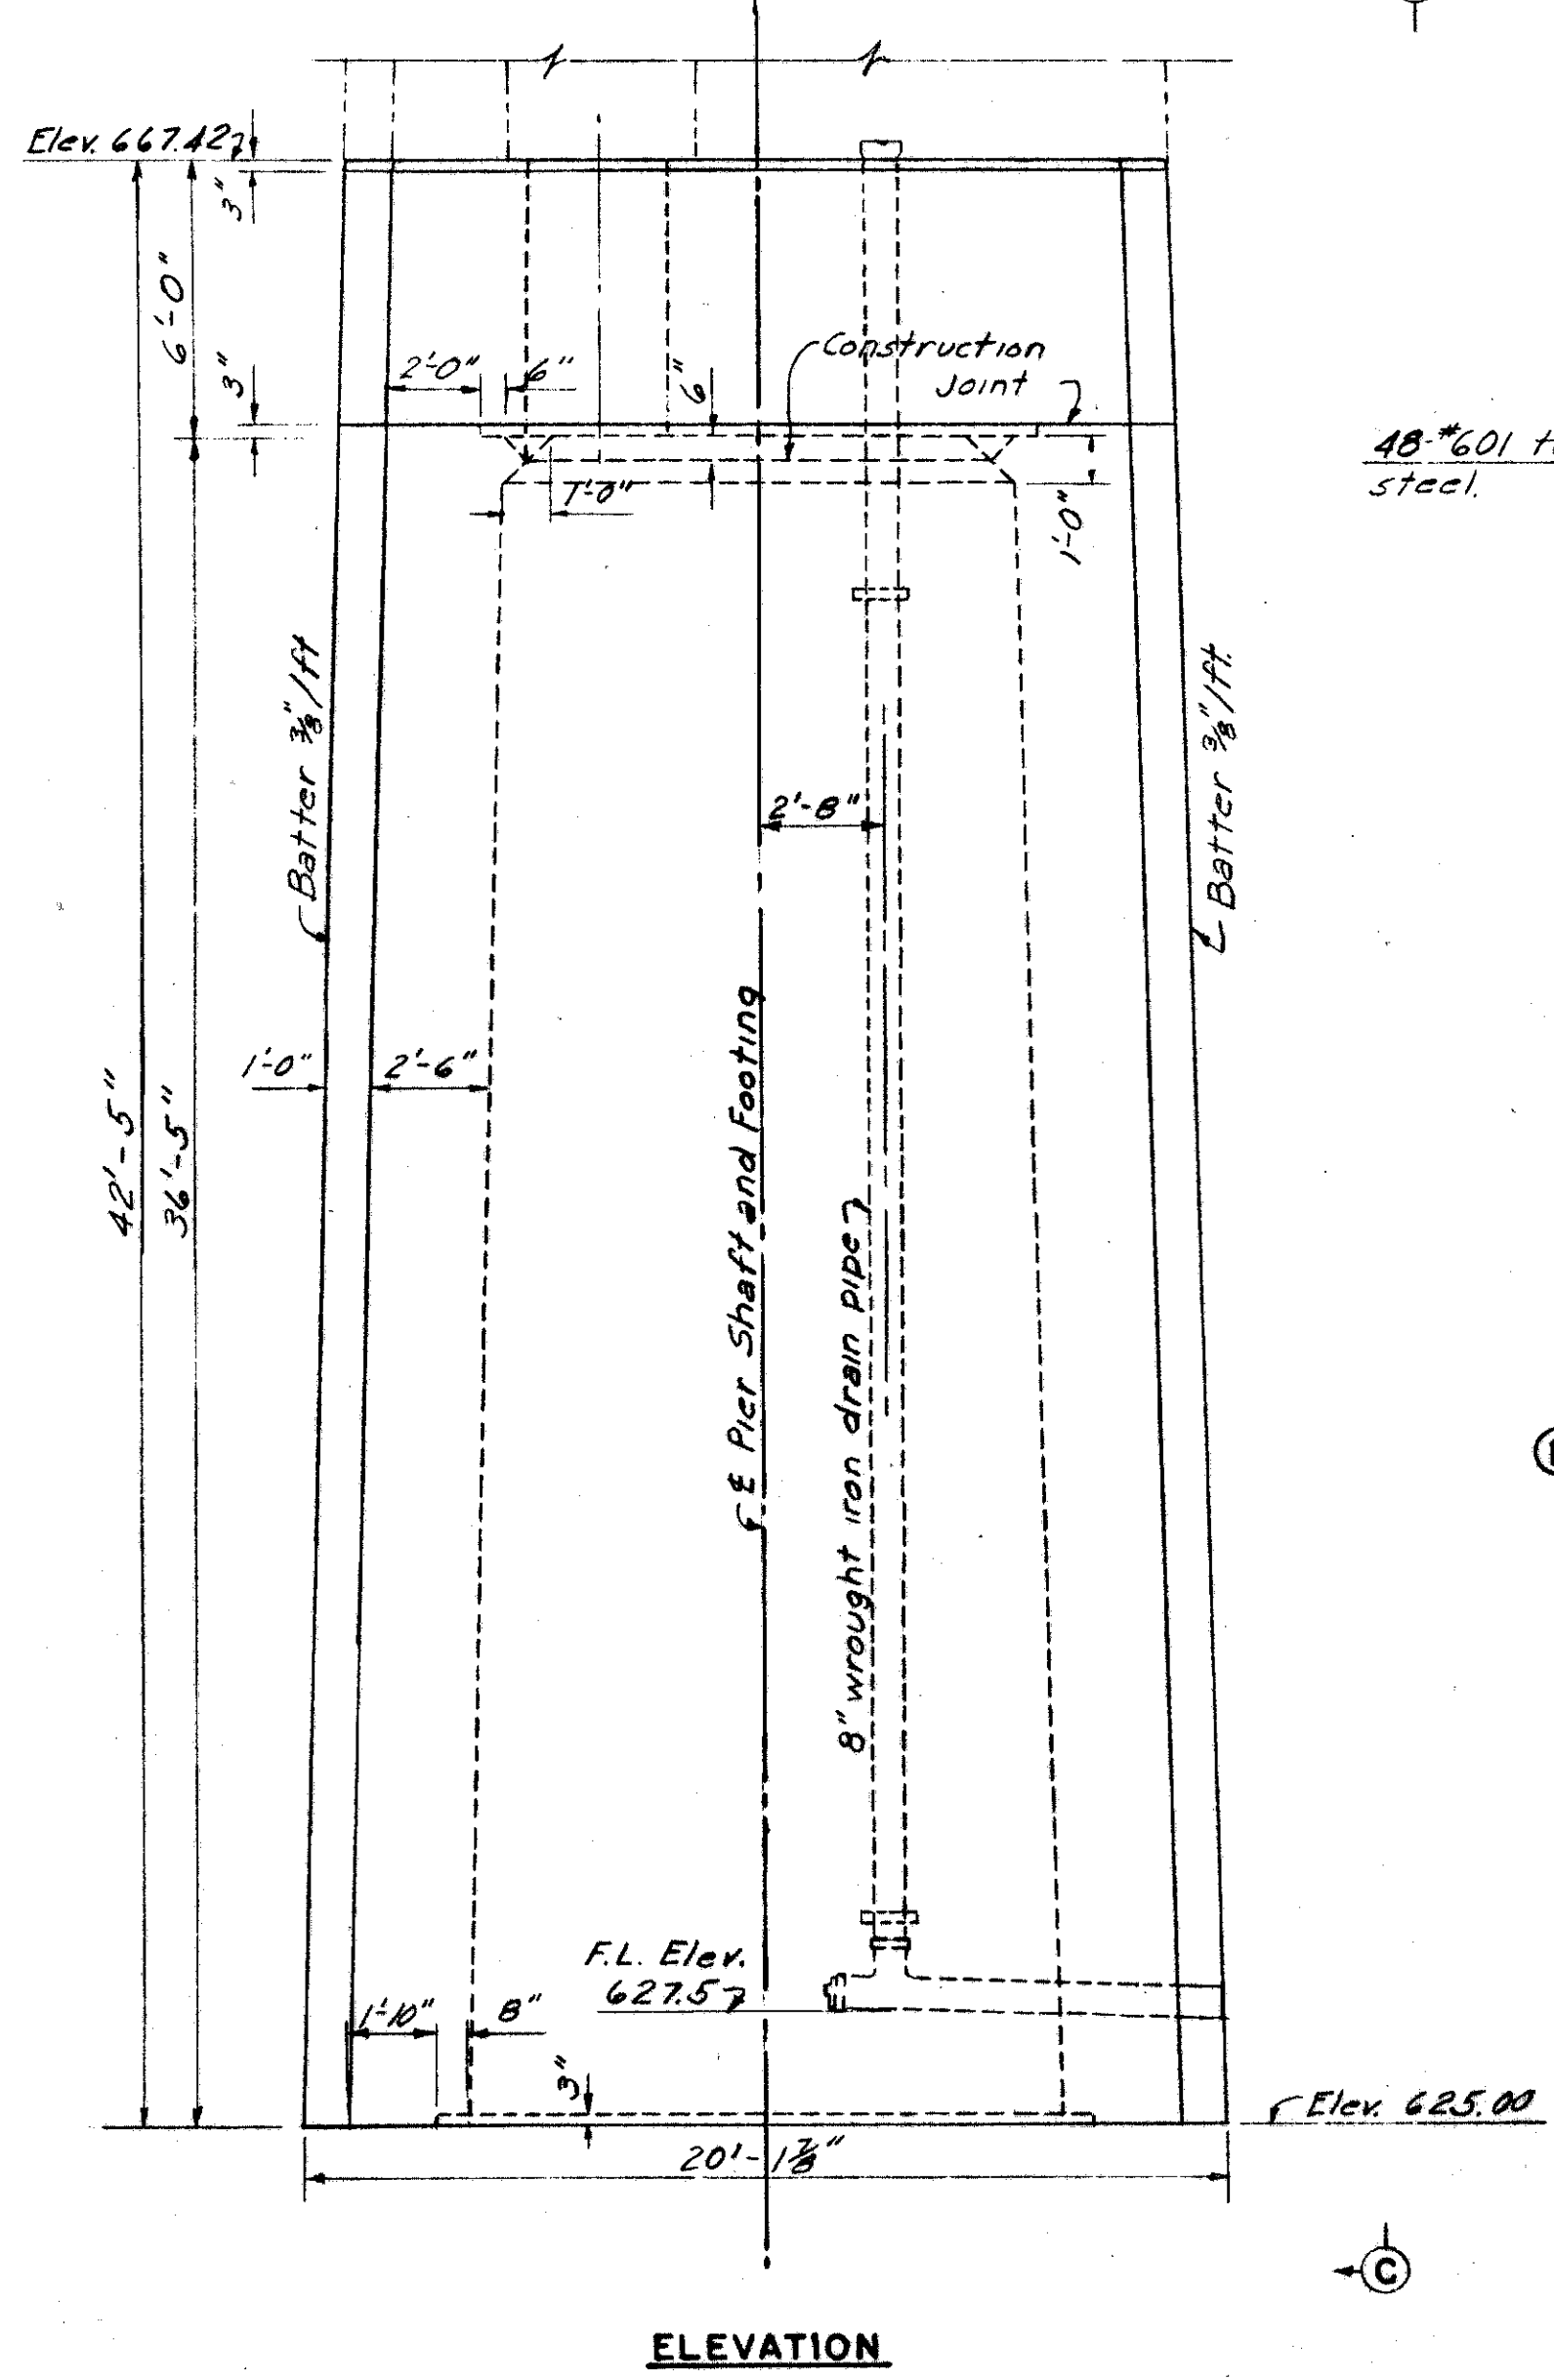 Elev. 667.42
3"
6'-0"
3"
2'-0"
6"
6"
Construction
Joint
48-#601
steel.
1'-0"
1'-0"
Batter 3/8"/ft
Batter 3/8"/ft.
2'-8"
1'-0"
2'-6"
42'-5"
36'-5"
℄ Pier Shaft and Footing
8" wrought iron drain pipe
F.L. Elev.
627.5
1'-10"
8"
3"
Elev. 625.00
20'-1 7/8"
C
ELEVATION